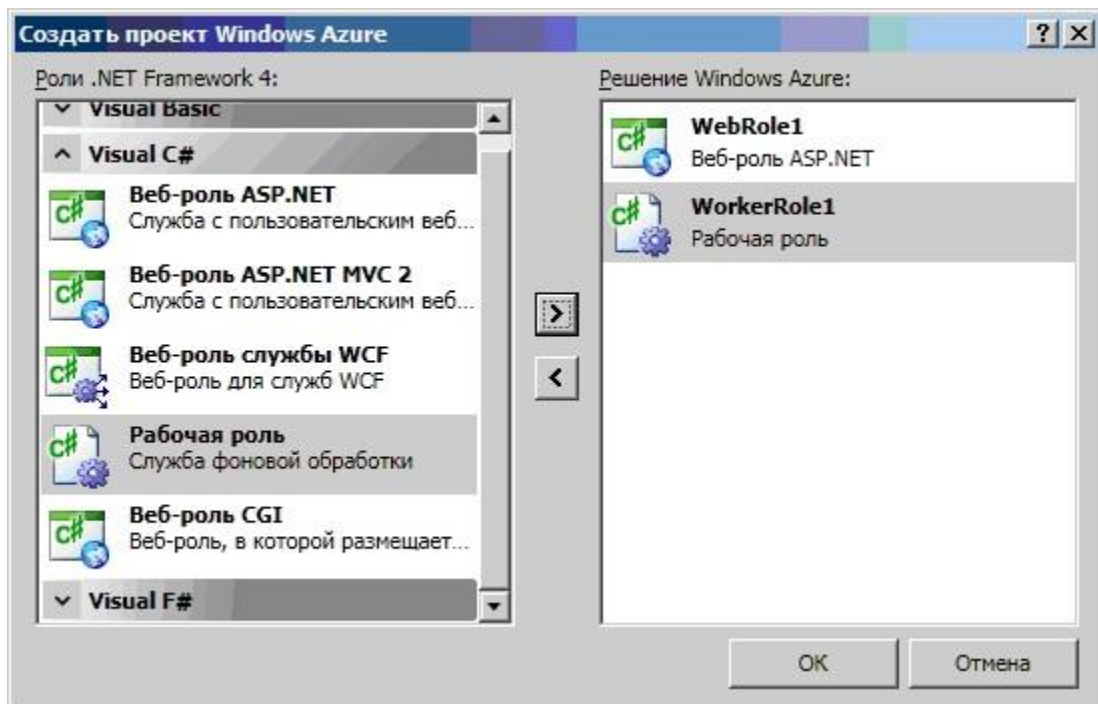 Создать проект Windows Azure
Роли .NET Framework 4:
Visual Basic
Visual C#
Веб-роль ASP.NET
Служба с пользовательским веб...
Веб-роль ASP.NET MVC 2
Служба с пользовательским веб...
Веб-роль службы WCF
Веб-роль для служб WCF
Рабочая роль
Служба фоновой обработки
Веб-роль CGI
Веб-роль, в которой размещает...
Visual F#
Решение Windows Azure:
WebRole1
Веб-роль ASP.NET
WorkerRole1
Рабочая роль
OK
Отмена